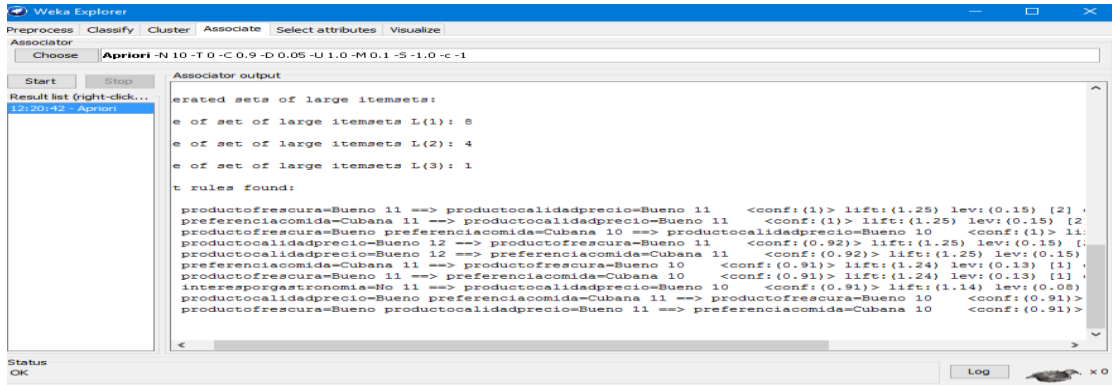 Weka Explorer
Preprocess Classify Cluster Associate Select attributes Visualize
Associator
Choose Apriori -N 10 -T 0 -C 0.9 -D 0.05 -U 1.0 -M 0.1 -S -1.0 -c -1
Start Stop
Result list (right-click...
12:20:42 - Apriori
Associator output
erated sets of large itemsets:
e of set of large itemsets L(1): 8
e of set of large itemsets L(2): 4
e of set of large itemsets L(3): 1
t rules found:
productofrescura=Bueno 11 ==> productocalidadprecio=Bueno 11 <conf:(1)> lift:(1.25) lev:(0.15) [2]
preferenciacomida=Cubana 11 ==> productocalidadprecio=Bueno 11 <conf:(1)> lift:(1.25) lev:(0.15) [2
productofrescura=Bueno preferenciacomida=Cubana 10 ==> productocalidadprecio=Bueno 10 <conf:(1)> li
productocalidadprecio=Bueno 12 ==> productofrescura=Bueno 11 <conf:(0.92)> lift:(1.25) lev:(0.15) [
productocalidadprecio=Bueno 12 ==> preferenciacomida=Cubana 11 <conf:(0.92)> lift:(1.25) lev:(0.15)
preferenciacomida=Cubana 11 ==> productofrescura=Bueno 10 <conf:(0.91)> lift:(1.24) lev:(0.13) [1]
productofrescura=Bueno 11 ==> preferenciacomida=Cubana 10 <conf:(0.91)> lift:(1.24) lev:(0.13) [1]
interesporgastronomia=No 11 ==> productocalidadprecio=Bueno 10 <conf:(0.91)> lift:(1.14) lev:(0.08)
productocalidadprecio=Bueno preferenciacomida=Cubana 11 ==> productofrescura=Bueno 10 <conf:(0.91)>
productofrescura=Bueno productocalidadprecio=Bueno 11 ==> preferenciacomida=Cubana 10 <conf:(0.91)>
Status
OK
Log x 0